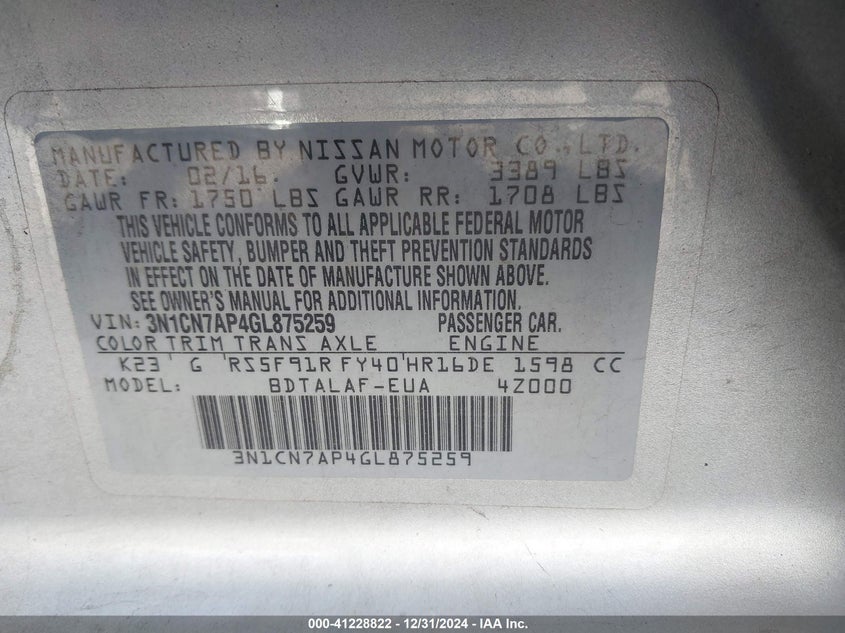 MANUFACTURED BY NISSAN MOTOR CO., LTD.
DATE: 02/16. GVWR: 3389 LBS
GAWR FR: 1750 LBS GAWR RR: 1708 LBS
THIS VEHICLE CONFORMS TO ALL APPLICABLE FEDERAL MOTOR
VEHICLE SAFETY, BUMPER AND THEFT PREVENTION STANDARDS
IN EFFECT ON THE DATE OF MANUFACTURE SHOWN ABOVE.
SEE OWNER'S MANUAL FOR ADDITIONAL INFORMATION.
VIN: 3N1CN7AP4GL875259 PASSENGER CAR.
COLOR TRIM TRANS AXLE ENGINE
K23 G RS5F91R FY40 HR16DE 1598 CC
MODEL: BDTALAF-EUA 4Z000
3N1CN7AP4GL875259
000-41228822 / 12/31/2024 - IAA Inc.